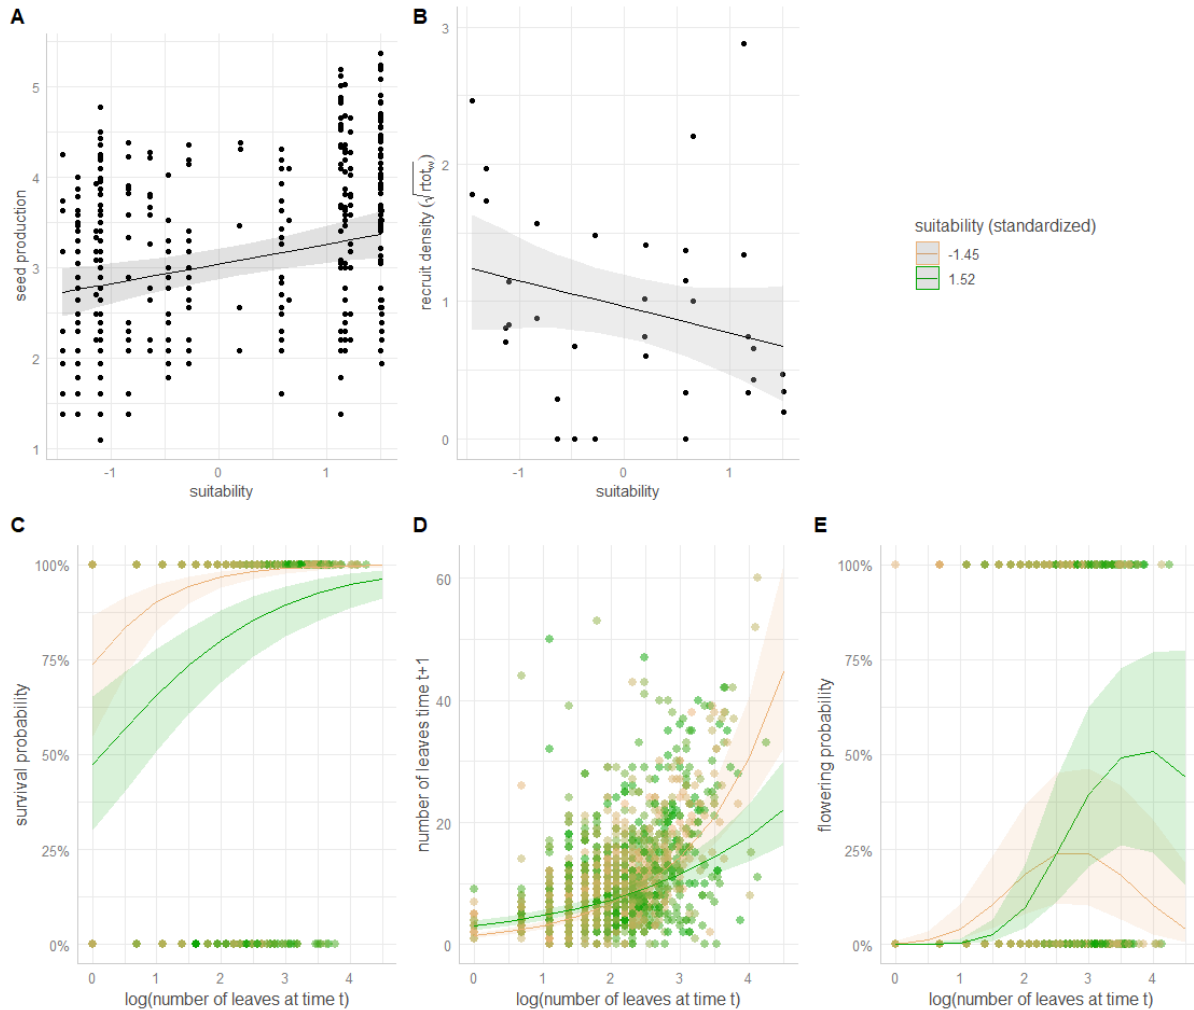 A
B
seed production
5
4
3
2
1
-1
0
1
suitability
recruit density (√rtot_w)
3
2
1
0
-1
0
1
suitability
suitability (standardized)
-1.45
1.52
C
D
E
survival probability
100%
75%
50%
25%
0%
0
1
2
3
4
log(number of leaves at time t)
number of leaves time t+1
60
40
20
0
0
1
2
3
4
log(number of leaves at time t)
flowering probability
100%
75%
50%
25%
0%
0
1
2
3
4
log(number of leaves at time t)